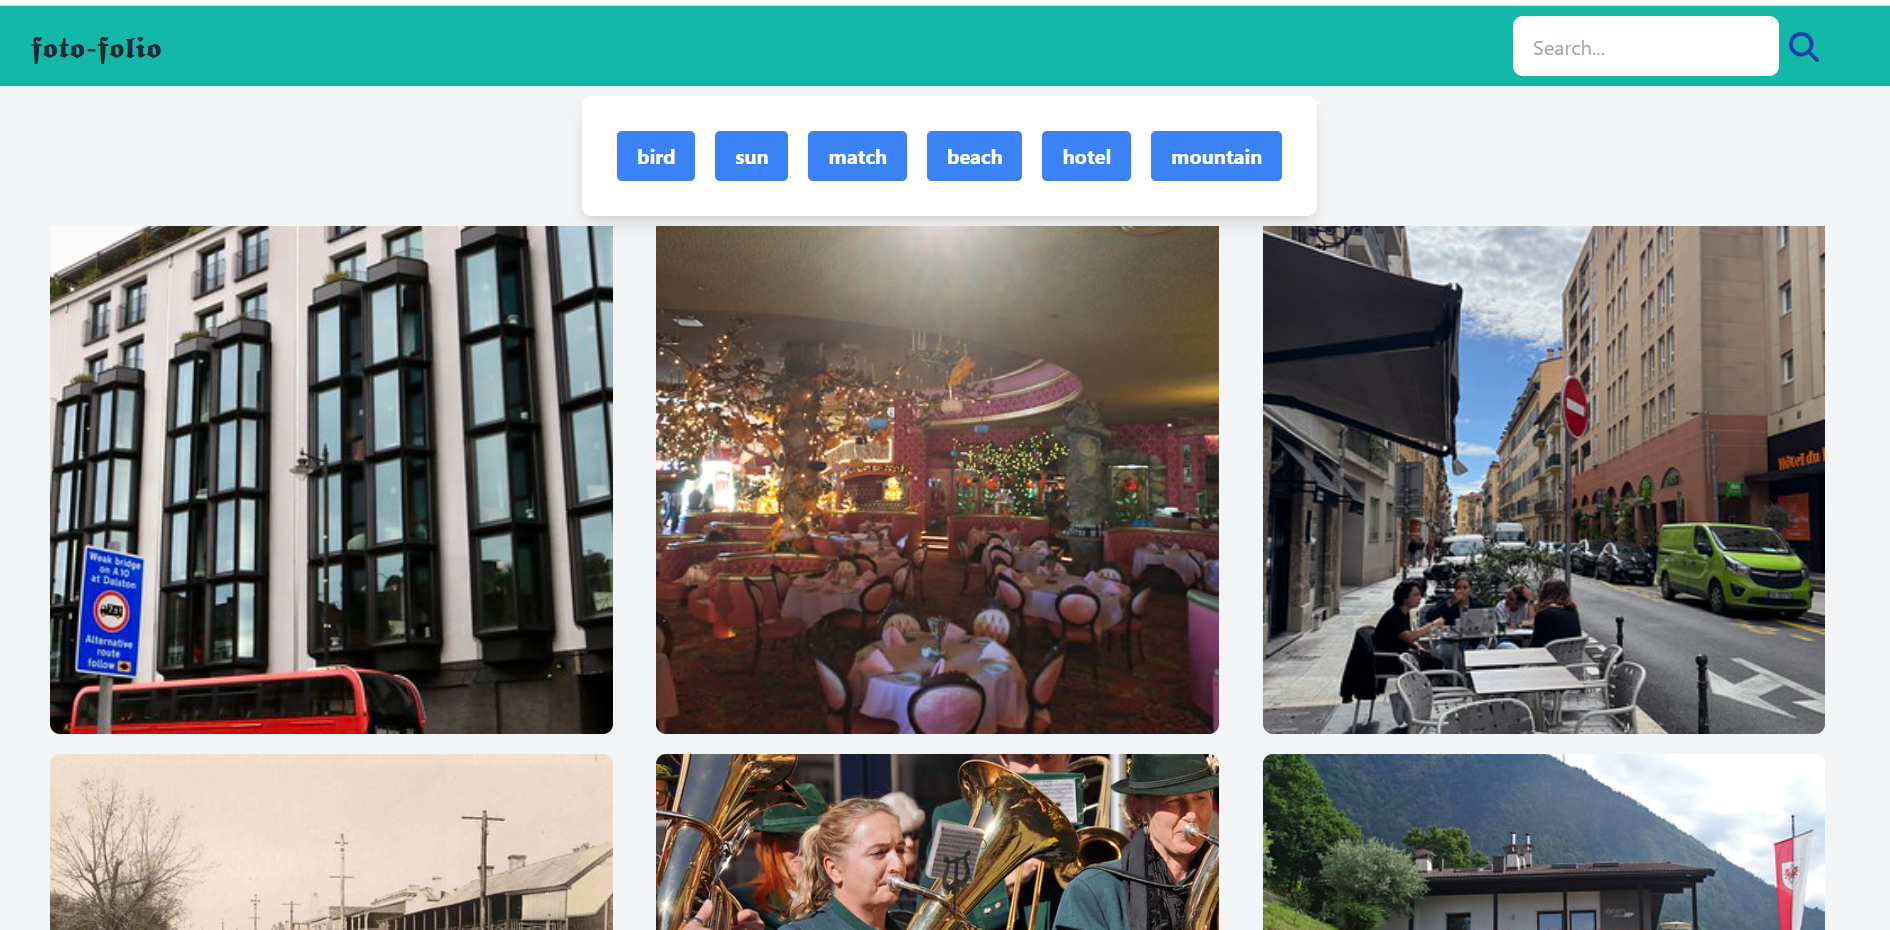 foto-folio
Search...
bird
sun
match
beach
hotel
mountain
Weak bridge
on A10
at Dalston
Alternative
route
follow
Hôtel du